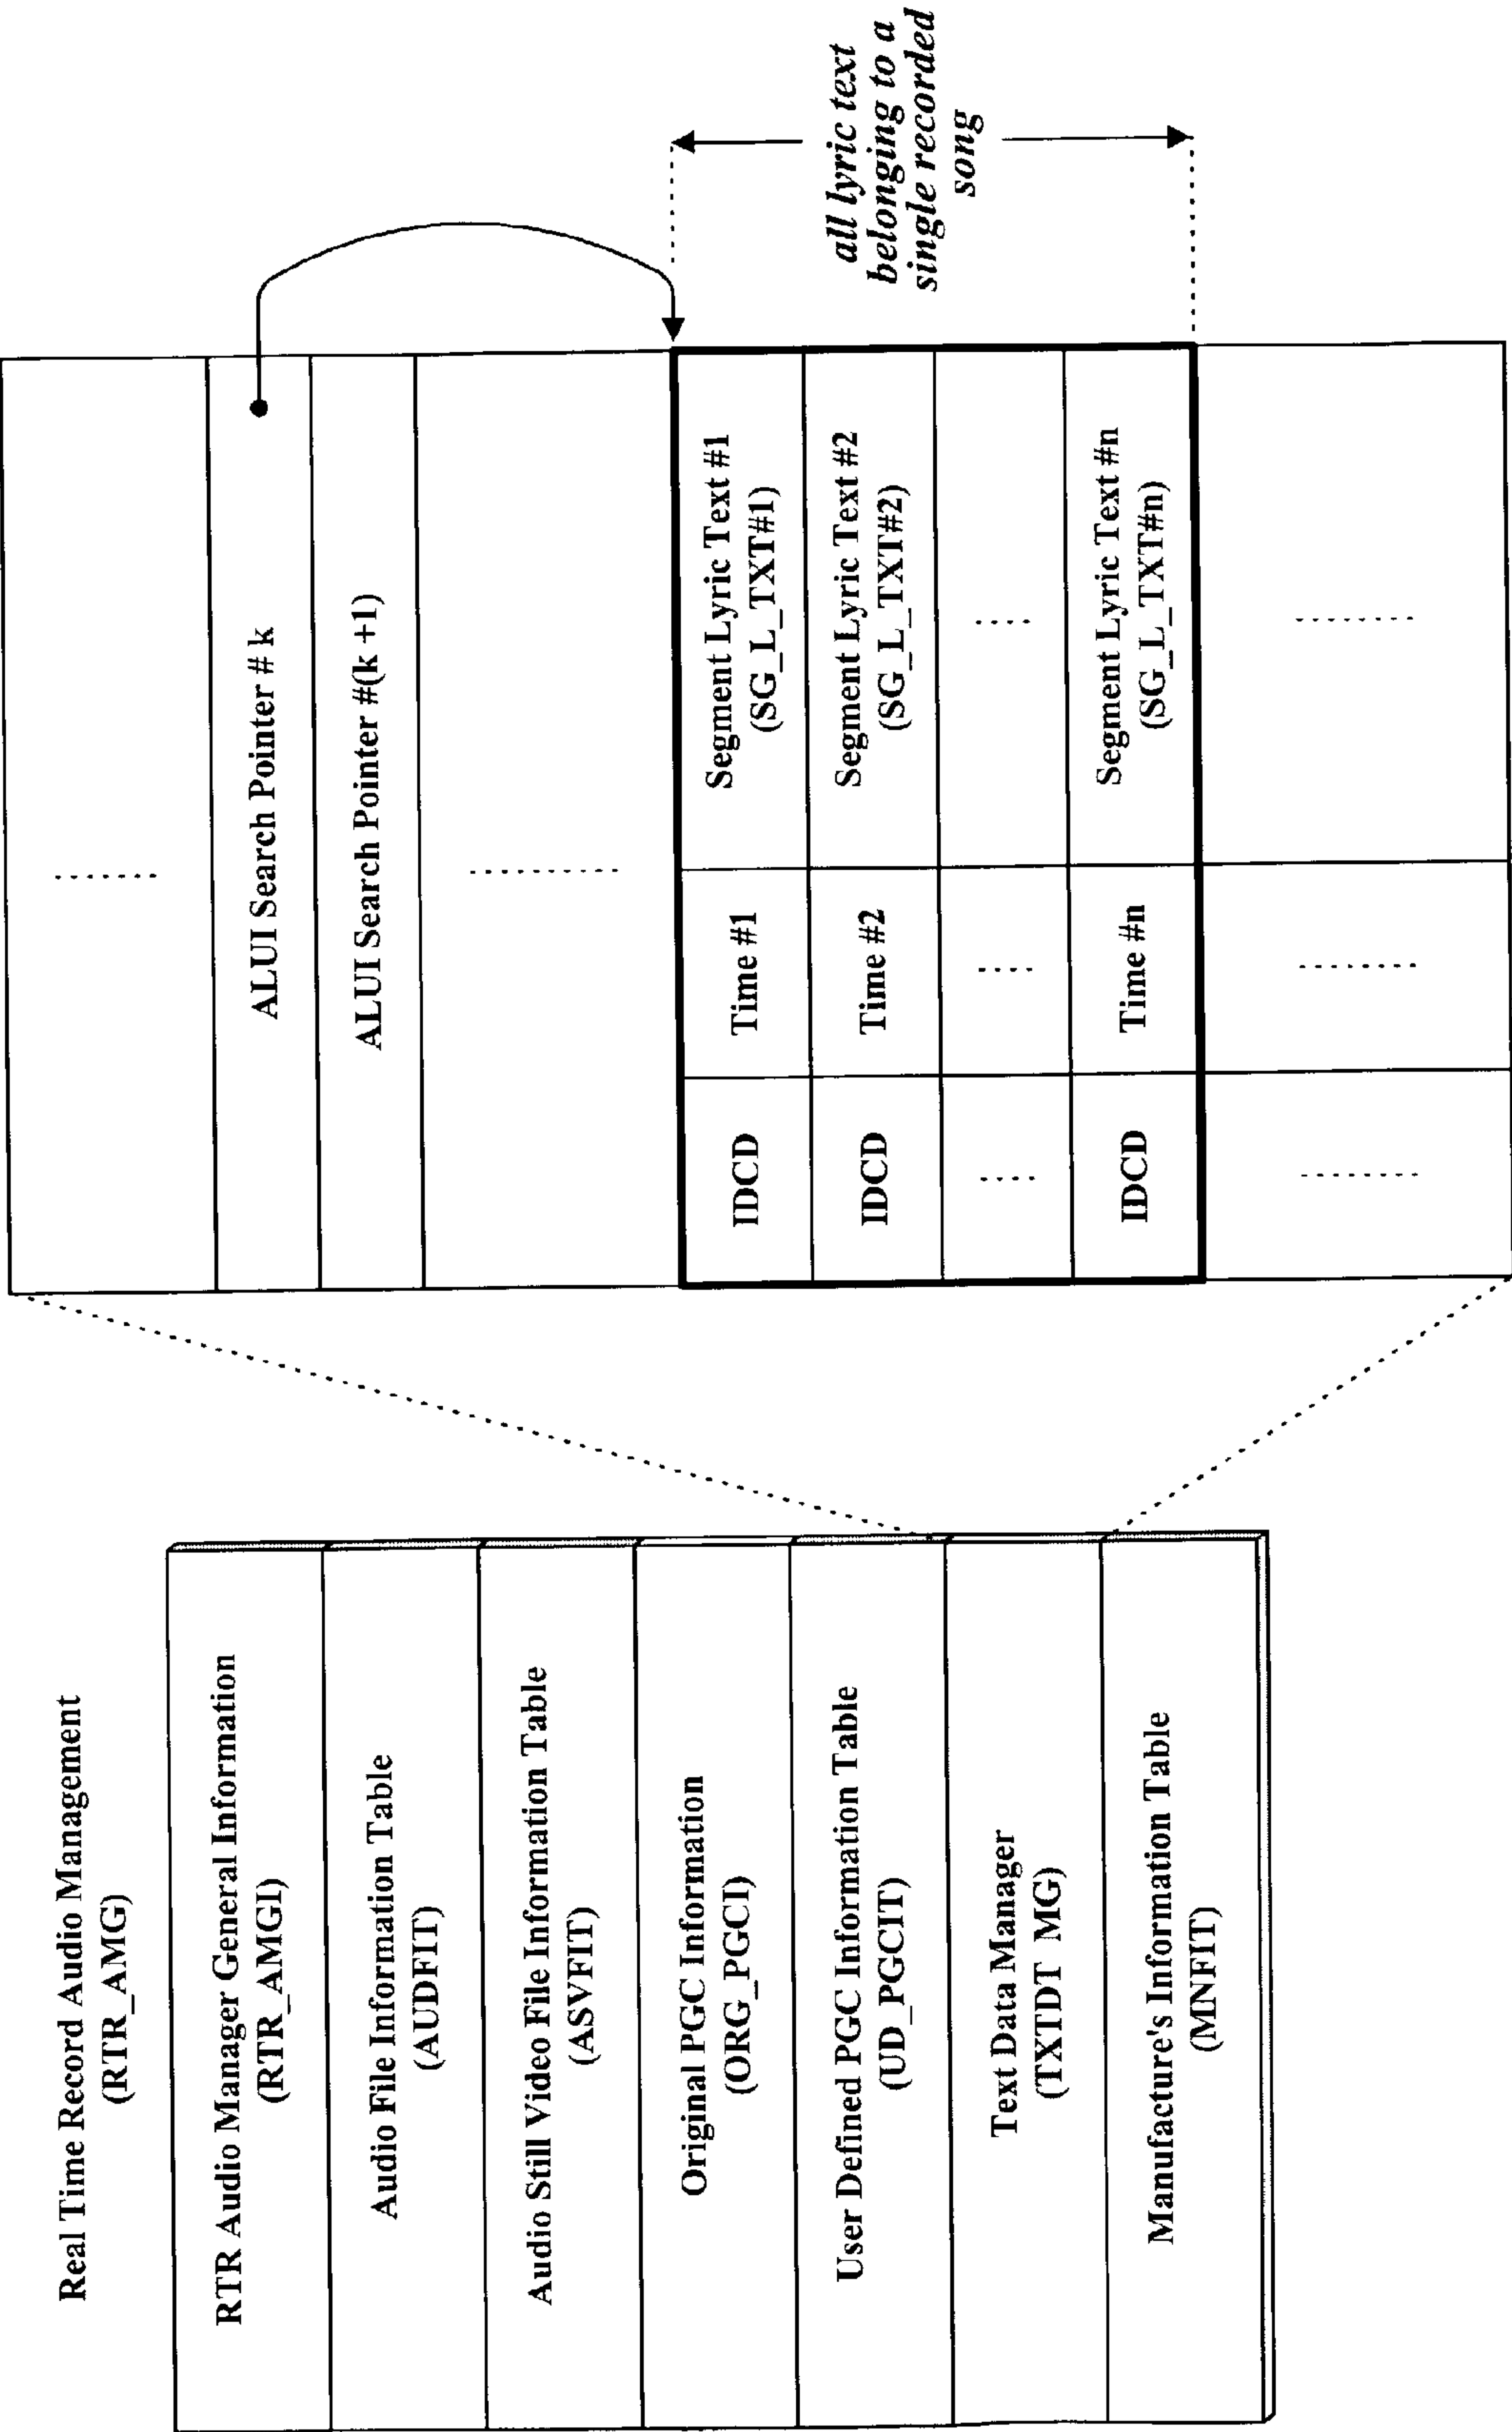 Real Time Record Audio Management
(RTR_AMG)
RTR Audio Manager General Information
(RTR_AMGI)
Audio File Information Table
(AUDFIT)
Audio Still Video File Information Table
(ASVFIT)
Original PGC Information
(ORG_PGCI)
User Defined PGC Information Table
(UD_PGCIT)
Text Data Manager
(TXTDT MG)
Manufacture's Information Table
(MNFIT)
ALUI Search Pointer # k
ALUI Search Pointer #(k +1)
IDCD Time #1 Segment Lyric Text #1
(SG_L_TXT#1)
IDCD Time #2 Segment Lyric Text #2
(SG_L_TXT#2)
IDCD Time #n Segment Lyric Text #n
(SG_L_TXT#n)
all lyric text
belonging to a
single recorded
song